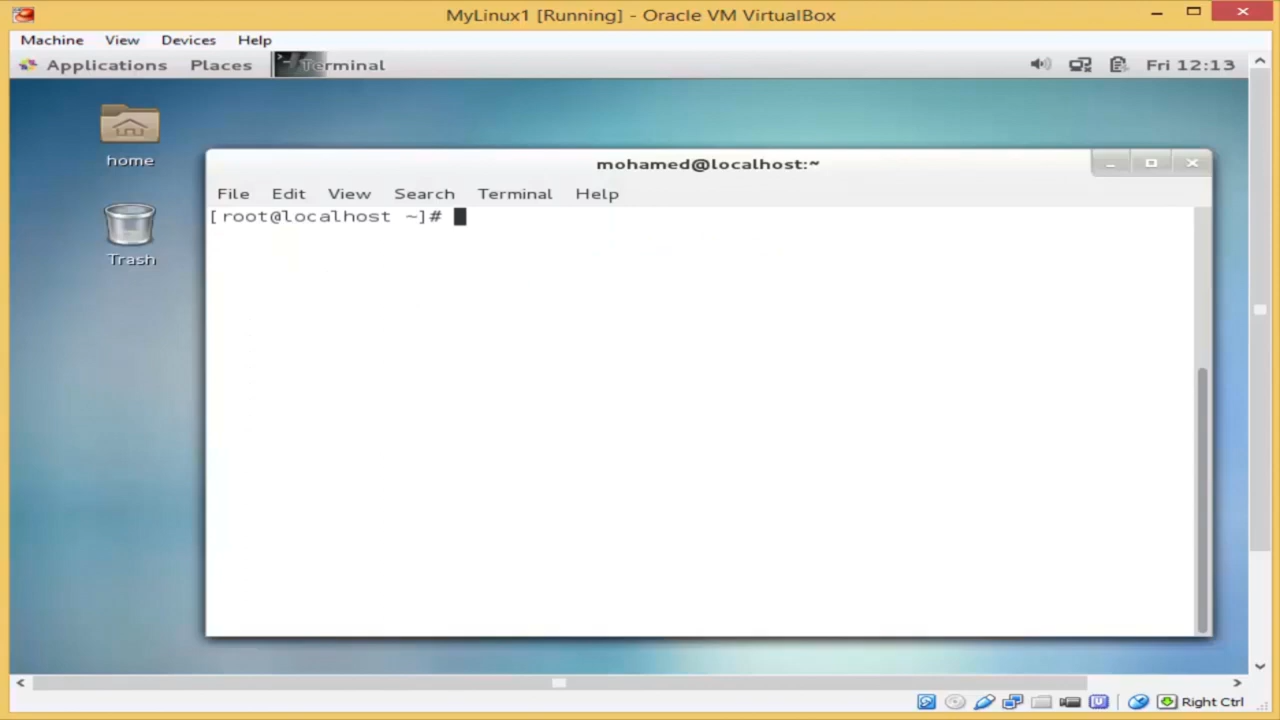 MyLinux1 [Running] - Oracle VM VirtualBox
Machine View Devices Help
Applications Places Terminal Fri 12:13
home
Trash
mohamed@localhost:~
File Edit View Search Terminal Help
[root@localhost ~]#
Right Ctrl